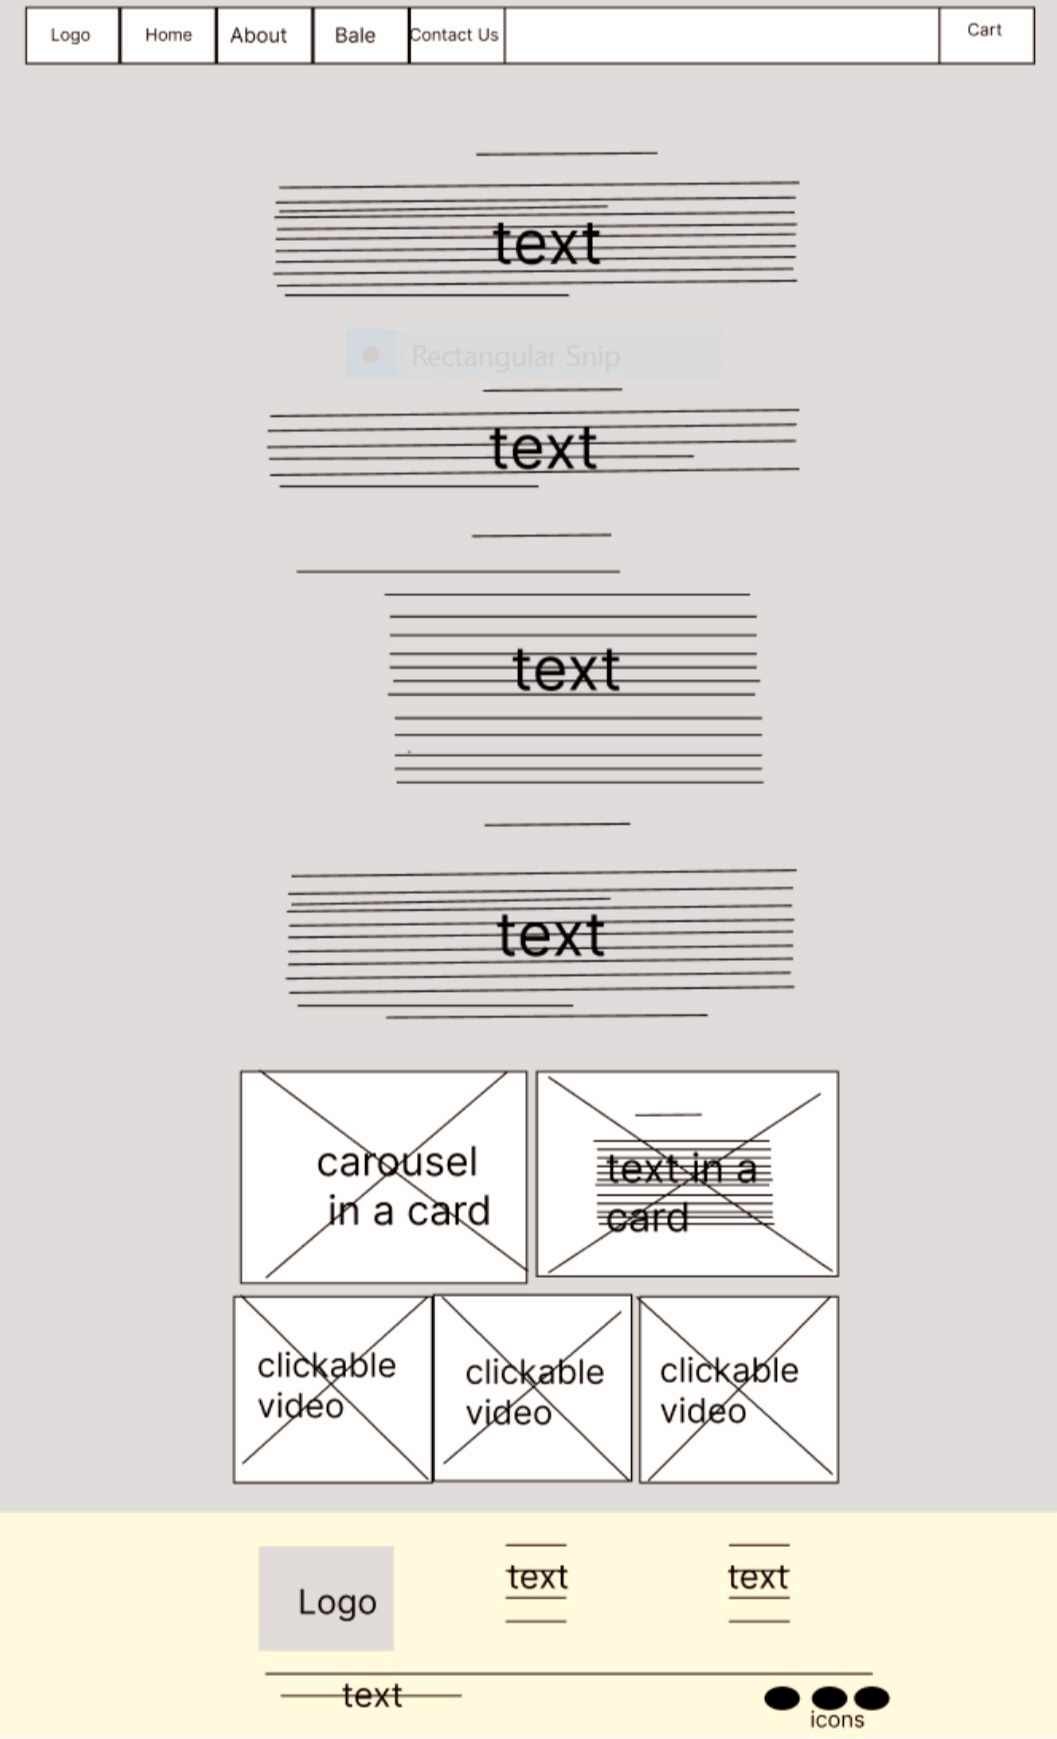 Logo
Home
About
Bale
Contact Us
Cart
text
Rectangular Snip
text
text
text
carousel
in a card
text in a
card
clickable
video
clickable
video
clickable
video
Logo
text
text
text
icons